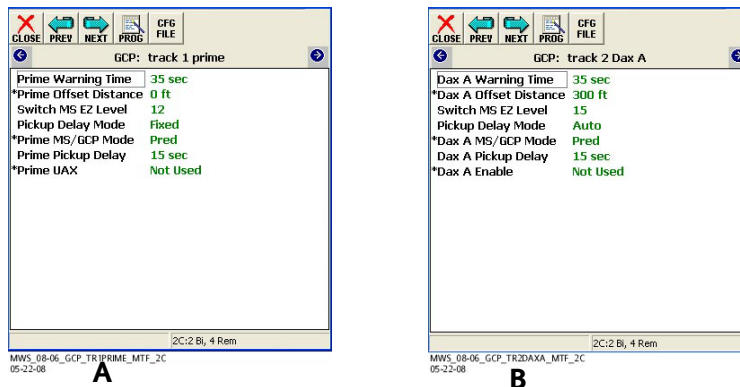 CLOSE PREV NEXT PROG CFG FILE
GCP: track 1 prime
Prime Warning Time 35 sec
*Prime Offset Distance 0 ft
Switch MS EZ Level 12
Pickup Delay Mode Fixed
*Prime MS/GCP Mode Pred
Prime Pickup Delay 15 sec
*Prime UAX Not Used
2C:2 Bi, 4 Rem
MWS_08-06_GCP_TR1PRIME_MTF_2C
05-22-08
A
CLOSE PREV NEXT PROG CFG FILE
GCP: track 2 Dax A
Dax A Warning Time 35 sec
*Dax A Offset Distance 300 ft
Switch MS EZ Level 15
Pickup Delay Mode Auto
*Dax A MS/GCP Mode Pred
Dax A Pickup Delay 15 sec
*Dax A Enable Not Used
2C:2 Bi, 4 Rem
MWS_08-06_GCP_TR2DAXA_MTF_2C
05-22-08
B